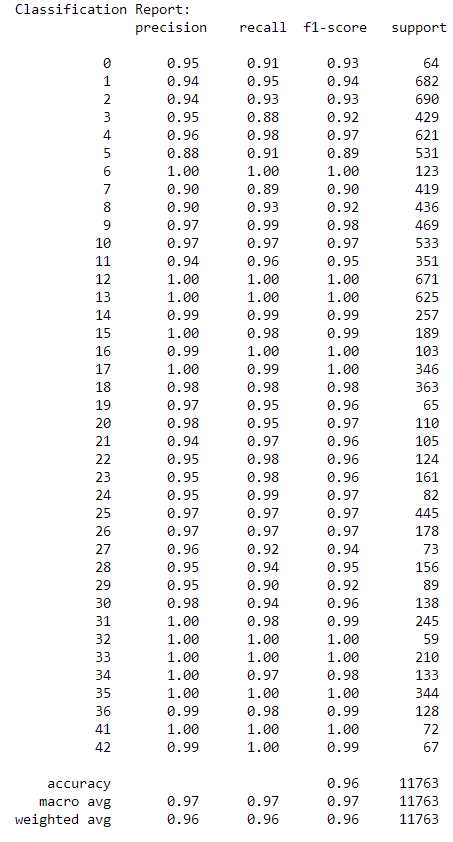 Classification Report:
precision recall f1-score support
0 0.95 0.91 0.93 64
1 0.94 0.95 0.94 682
2 0.94 0.93 0.93 690
3 0.95 0.88 0.92 429
4 0.96 0.98 0.97 621
5 0.88 0.91 0.89 531
6 1.00 1.00 1.00 123
7 0.90 0.89 0.90 419
8 0.90 0.93 0.92 436
9 0.97 0.99 0.98 469
10 0.97 0.97 0.97 533
11 0.94 0.96 0.95 351
12 1.00 1.00 1.00 671
13 1.00 1.00 1.00 625
14 0.99 0.99 0.99 257
15 1.00 0.98 0.99 189
16 0.99 1.00 1.00 103
17 1.00 0.99 1.00 346
18 0.98 0.98 0.98 363
19 0.97 0.95 0.96 65
20 0.98 0.95 0.97 110
21 0.94 0.97 0.96 105
22 0.95 0.98 0.96 124
23 0.95 0.98 0.96 161
24 0.95 0.99 0.97 82
25 0.97 0.97 0.97 445
26 0.97 0.97 0.97 178
27 0.96 0.92 0.94 73
28 0.95 0.94 0.95 156
29 0.95 0.90 0.92 89
30 0.98 0.94 0.96 138
31 1.00 0.98 0.99 245
32 1.00 1.00 1.00 59
33 1.00 1.00 1.00 210
34 1.00 0.97 0.98 133
35 1.00 1.00 1.00 344
36 0.99 0.98 0.99 128
41 1.00 1.00 1.00 72
42 0.99 1.00 0.99 67
accuracy 0.96 11763
macro avg 0.97 0.97 0.97 11763
weighted avg 0.96 0.96 0.96 11763